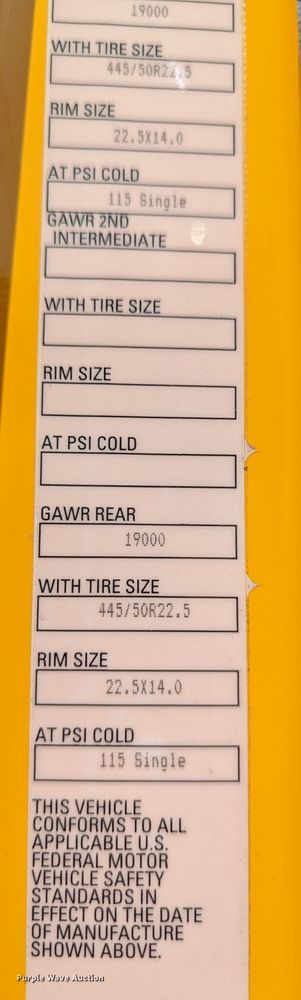 19000
WITH TIRE SIZE
445/50R22.5
RIM SIZE
22.5X14.0
AT PSI COLD
115 Single
GAWR 2ND
INTERMEDIATE
WITH TIRE SIZE
RIM SIZE
AT PSI COLD
GAWR REAR
19000
WITH TIRE SIZE
445/50R22.5
RIM SIZE
22.5X14.0
AT PSI COLD
115 Single
THIS VEHICLE
CONFORMS TO ALL
APPLICABLE U.S.
FEDERAL MOTOR
VEHICLE SAFETY
STANDARDS IN
EFFECT ON THE DATE
OF MANUFACTURE
SHOWN ABOVE.
Purple Wave Auction